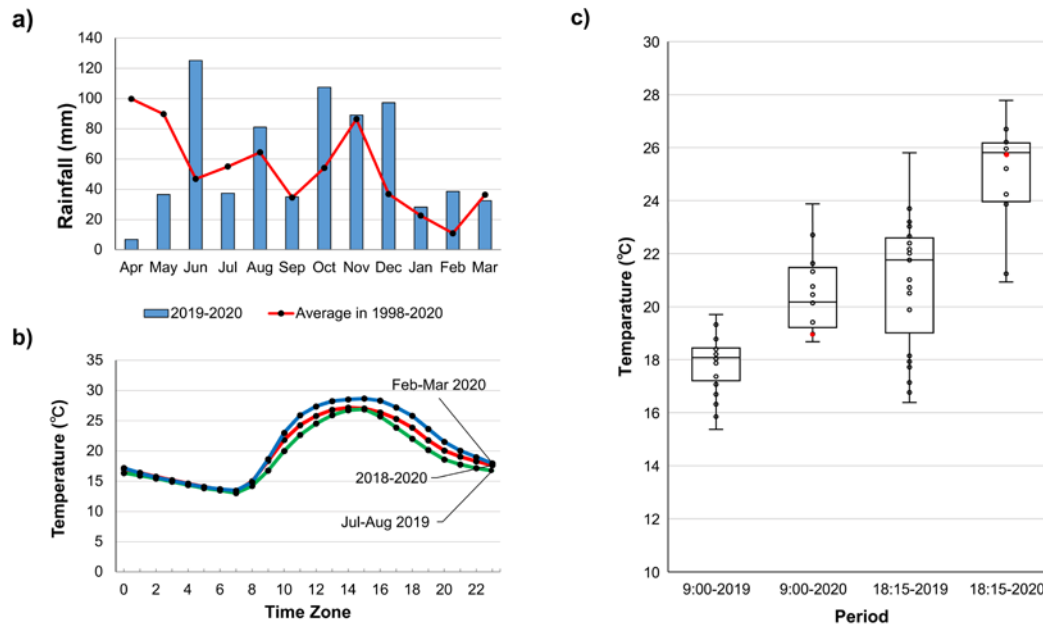 a)
Rainfall (mm)
140
120
100
80
60
40
20
0
Apr May Jun Jul Aug Sep Oct Nov Dec Jan Feb Mar
2019-2020 Average in 1998-2020
b)
Temperature (°C)
35
30
25
20
15
10
5
0
Feb-Mar 2020
2018-2020
Jul-Aug 2019
0 2 4 6 8 10 12 14 16 18 20 22
Time Zone
c)
Temparature (°C)
30
28
26
24
22
20
18
16
14
12
10
9:00-2019 9:00-2020 18:15-2019 18:15-2020
Period